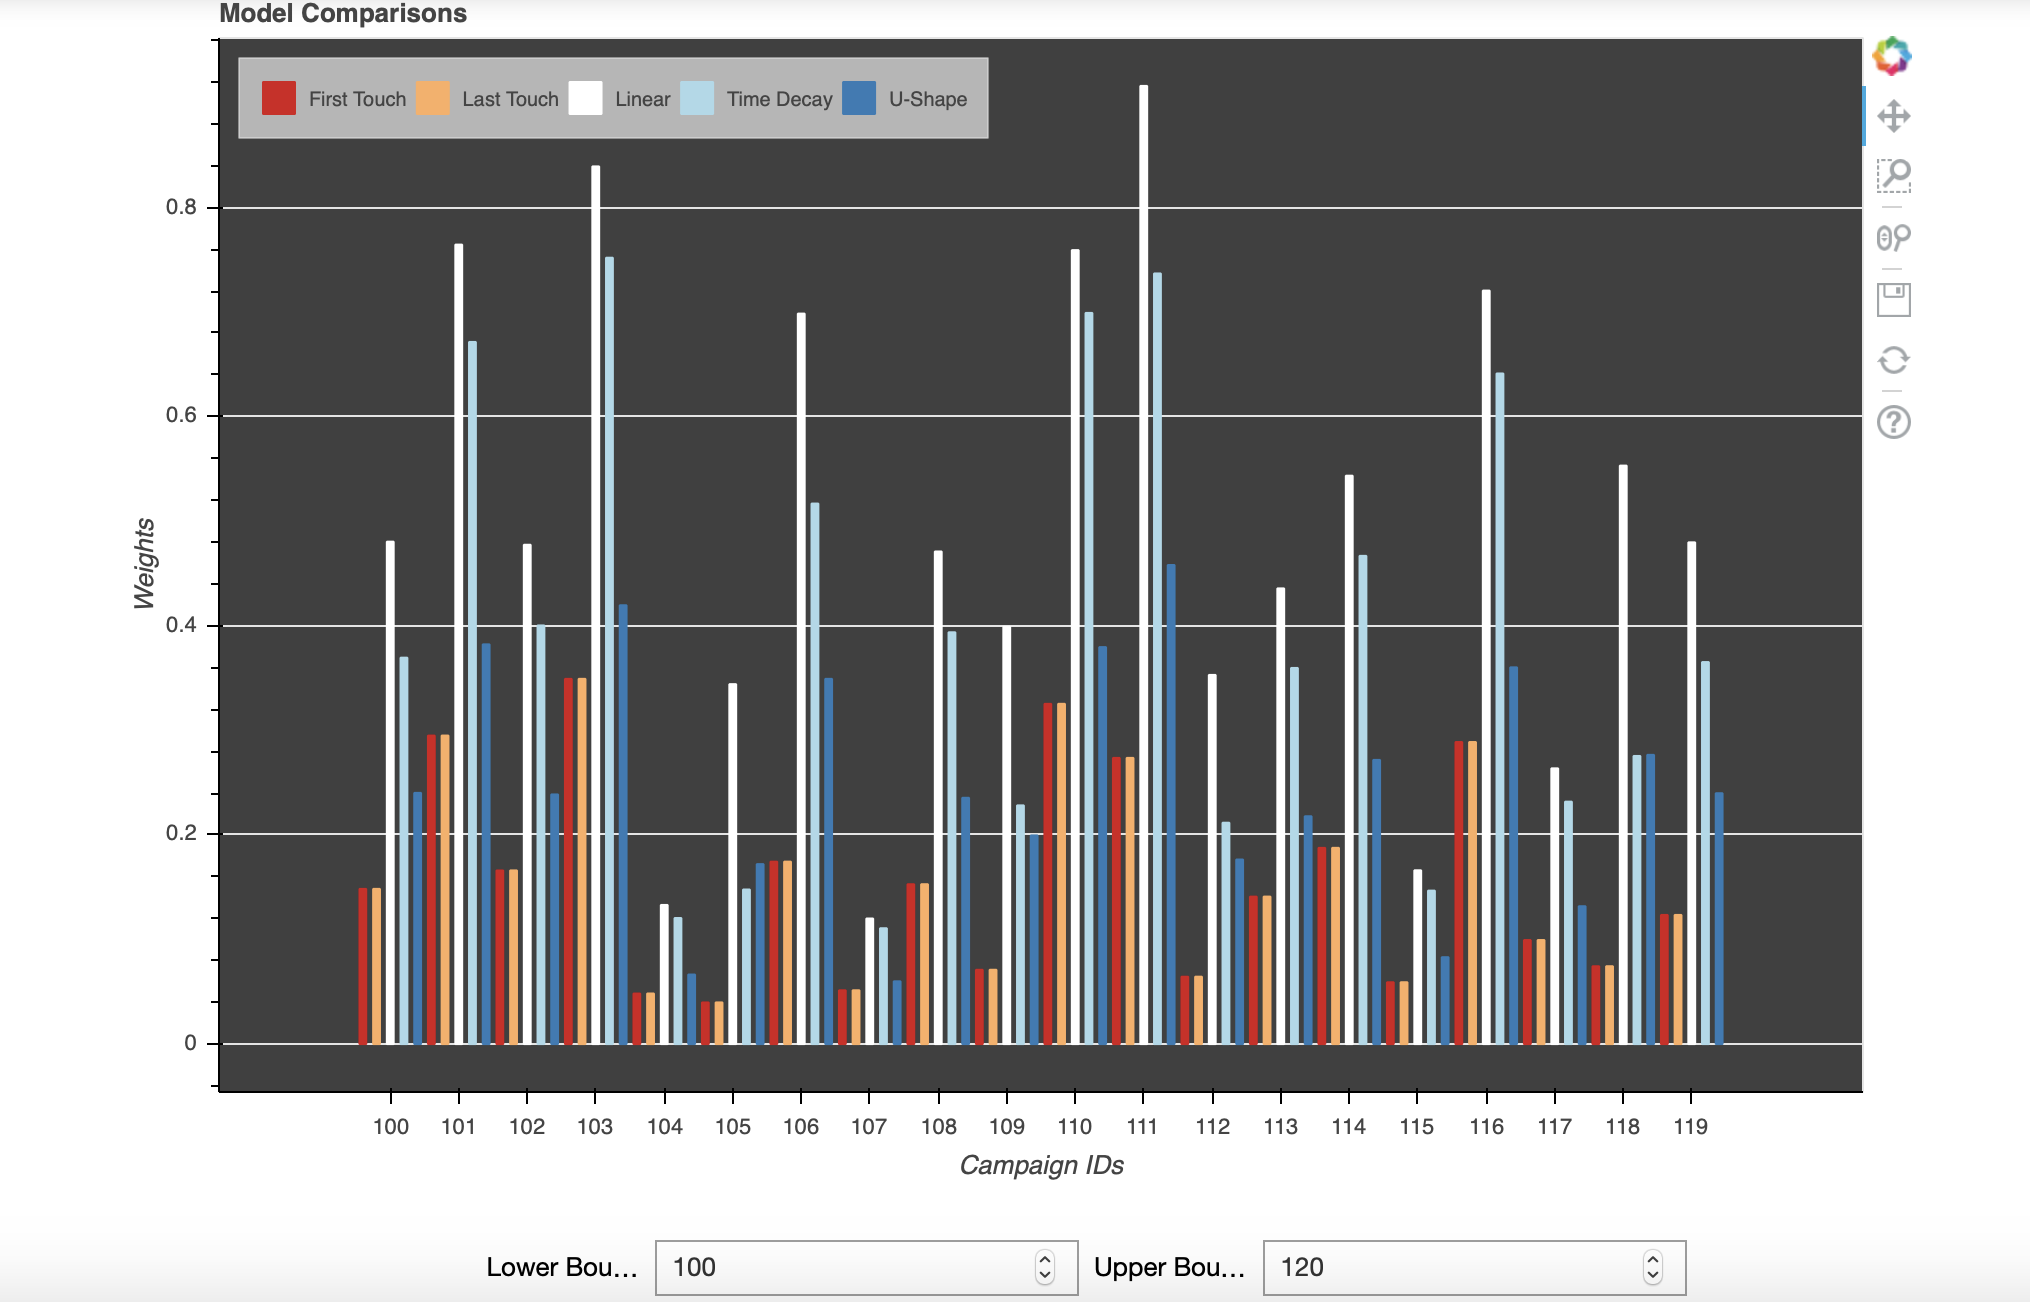 Model Comparisons
First Touch Last Touch Linear Time Decay U-Shape
0.8
0.6
0.4
0.2
0
Weights
100 101 102 103 104 105 106 107 108 109 110 111 112 113 114 115 116 117 118 119
Campaign IDs
Lower Bou... 100 Upper Bou... 120